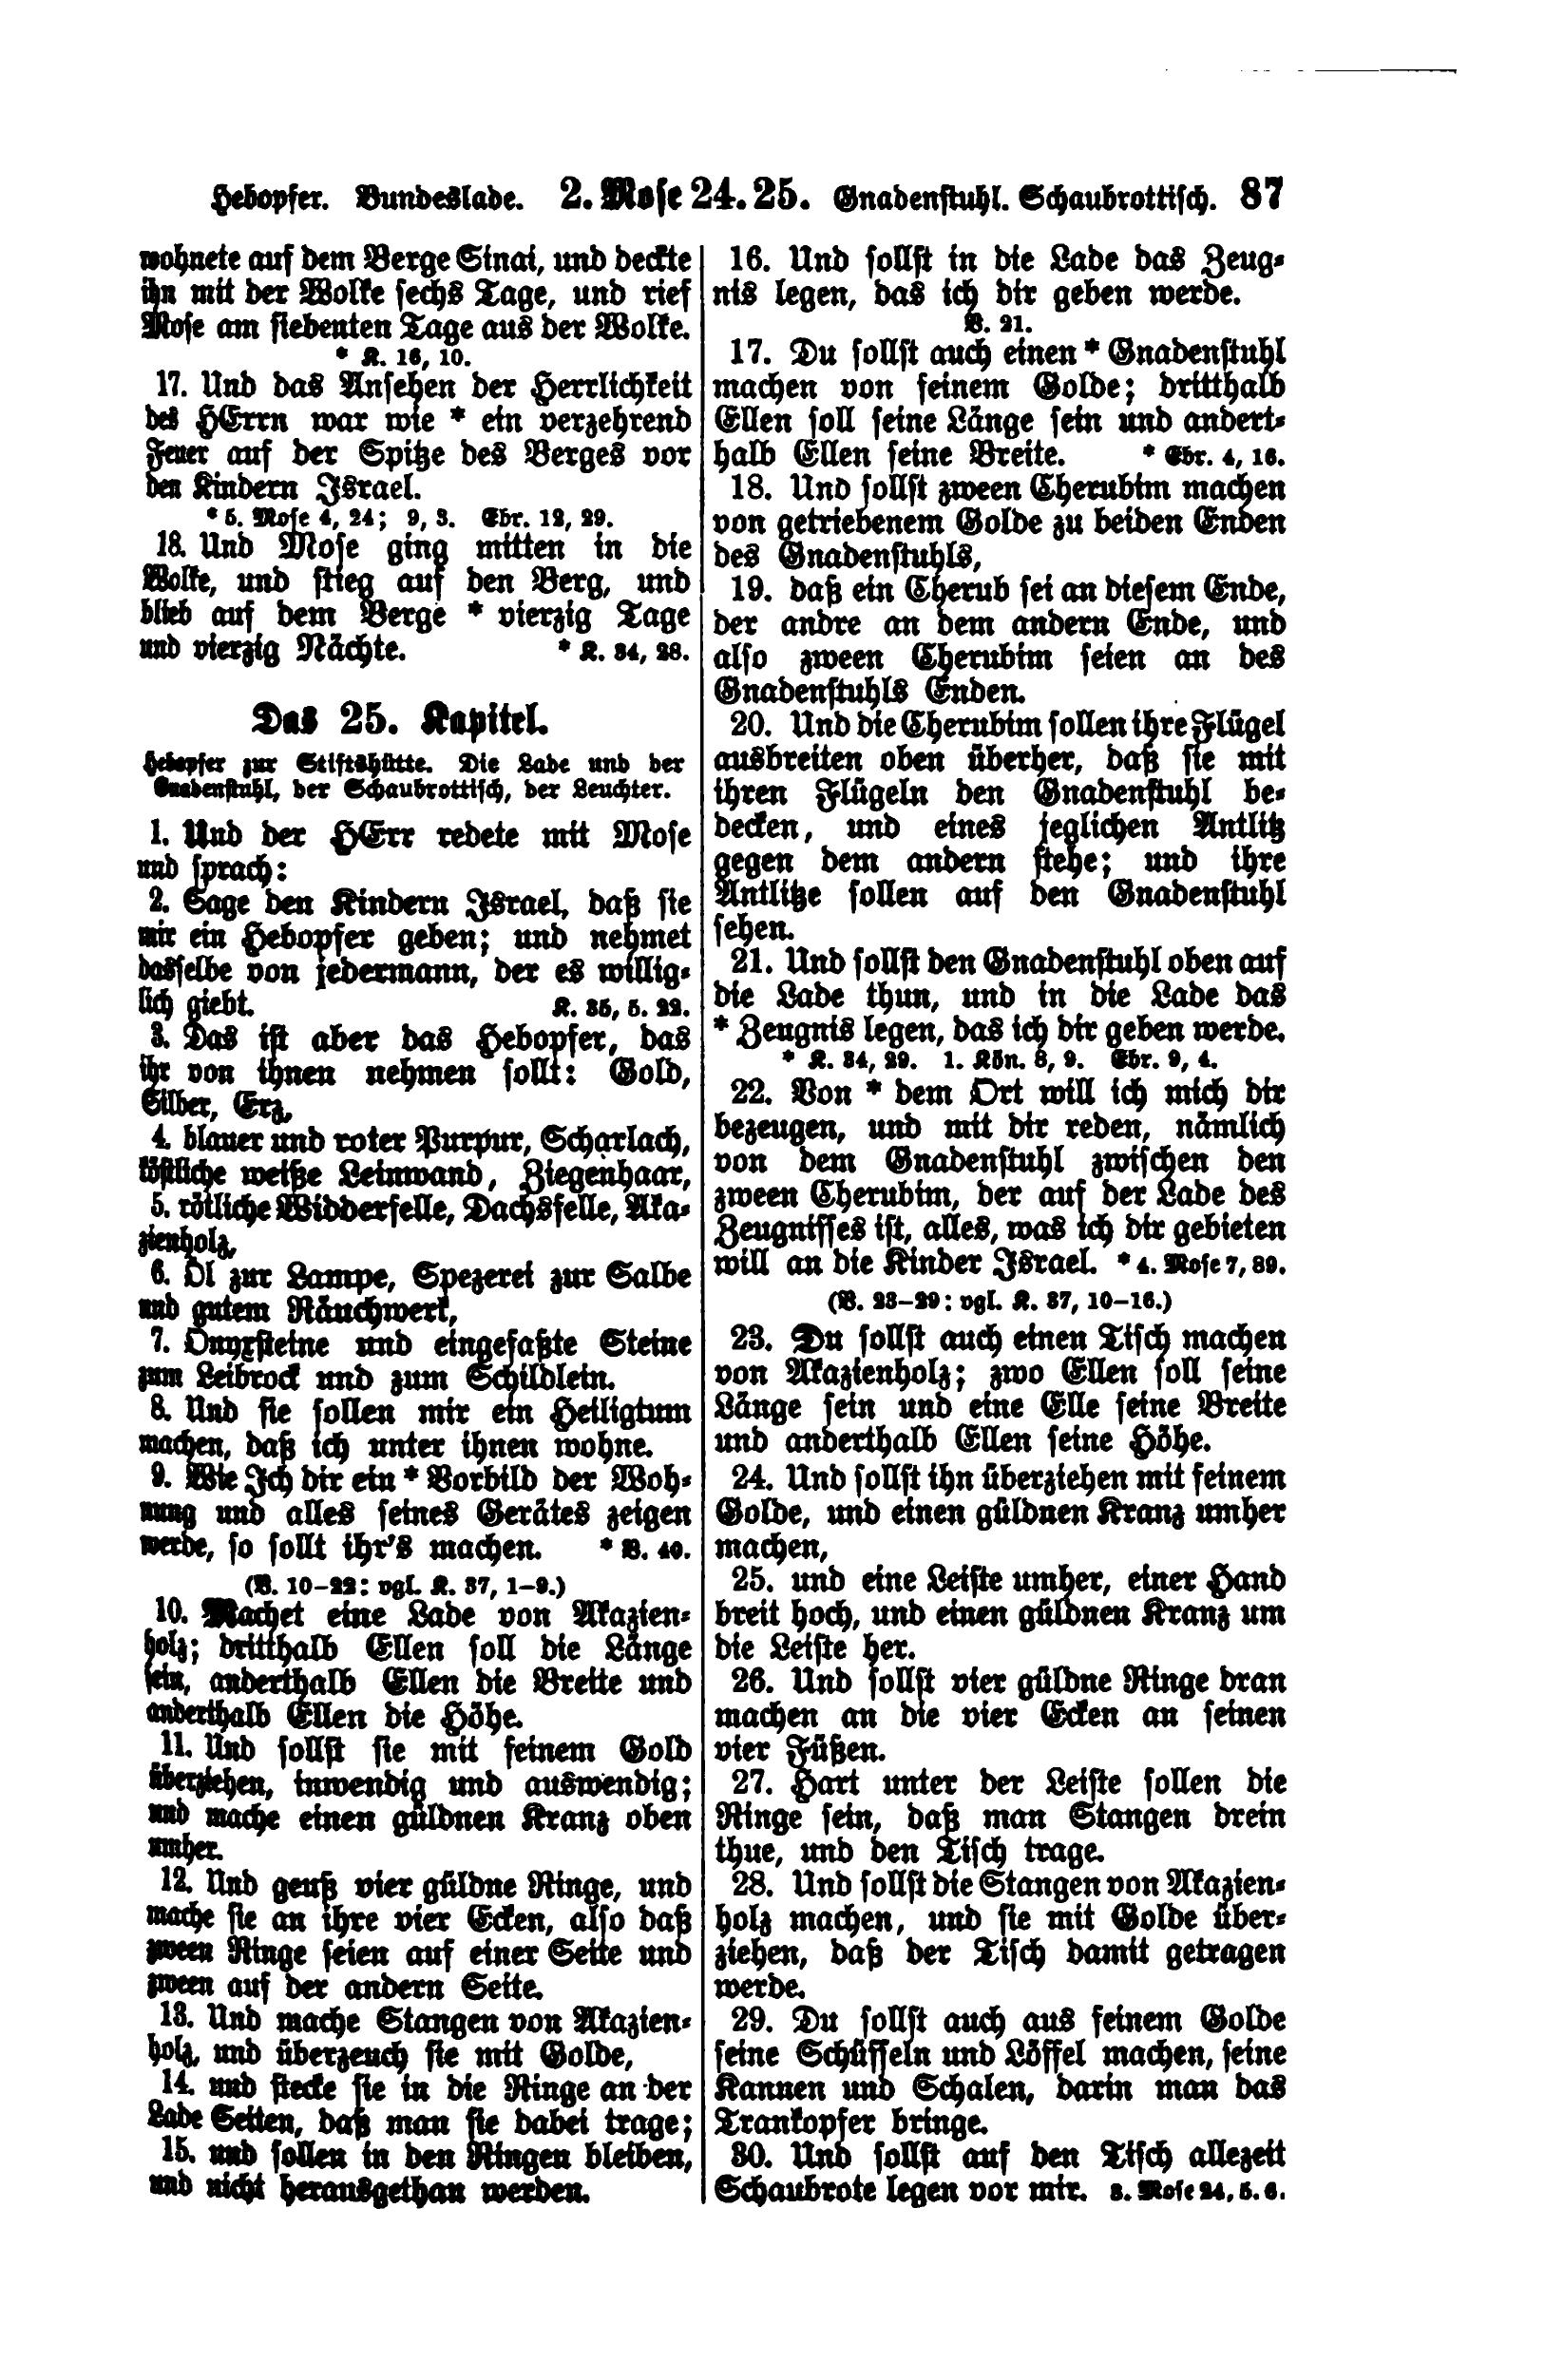 Hebopfer. Bundeslade. 2. Mose 24. 25. Gnadenstuhl. Schaubrottisch. 87
wohnete auf dem Berge Sinai, und deckte
ihn mit der Wolke sechs Tage, und rief
Mose am siebenten Tage aus der Wolke.
* K. 16, 10.
17. Und das Ansehen der Herrlichkeit
des HErrn war wie * ein verzehrend
Feuer auf der Spitze des Berges vor
den Kindern Israel.
* 5. Mose 4, 24; 9, 3. Ebr. 12, 29.
18. Und Mose ging mitten in die
Wolke, und stieg auf den Berg, und
blieb auf dem Berge * vierzig Tage
und vierzig Nächte. * K. 34, 28.
Das 25. Kapitel.
Hebopfer zur Stiftshütte. Die Lade und der
Gnadenstuhl, der Schaubrottisch, der Leuchter.
1. Und der HErr redete mit Mose
und sprach:
2. Sage den Kindern Israel, daß sie
mir ein Hebopfer geben; und nehmet
dasselbe von jedermann, der es willig-
lich giebt. K. 35, 5. 22.
3. Das ist aber das Hebopfer, das
ihr von ihnen nehmen sollt: Gold,
Silber, Erz,
4. blauer und roter Purpur, Scharlach,
köstliche weiße Leinwand, Ziegenhaar,
5. rötliche Widderfelle, Dachsfelle, Aka-
zienholz,
6. Öl zur Lampe, Spezerei zur Salbe
und gutem Räuchwerk,
7. Onyxsteine und eingefaßte Steine
zum Leibrock und zum Schildlein.
8. Und sie sollen mir ein Heiligtum
machen, daß ich unter ihnen wohne.
9. Wie Ich dir ein * Vorbild der Woh-
nung und alles seines Gerätes zeigen
werde, so sollt ihr's machen. * V. 40.
(V. 10–22: vgl. K. 37, 1–9.)
10. Machet eine Lade von Akazien-
holz; dritthalb Ellen soll die Länge
sein, anderthalb Ellen die Breite und
anderthalb Ellen die Höhe.
11. Und sollst sie mit feinem Gold
überziehen, inwendig und auswendig;
und mache einen güldnen Kranz oben
umher.
12. Und geuß vier güldne Ringe, und
mache sie an ihre vier Ecken, also daß
zween Ringe seien auf einer Seite und
zween auf der andern Seite.
13. Und mache Stangen von Akazien-
holz, und überzeuch sie mit Golde,
14. und stecke sie in die Ringe an der
Lade Seiten, daß man sie dabei trage;
15. und sollen in den Ringen bleiben,
und nicht herausgethan werden.
16. Und sollst in die Lade das Zeug-
nis legen, das ich dir geben werde.
V. 21.
17. Du sollst auch einen * Gnadenstuhl
machen von feinem Golde; dritthalb
Ellen soll seine Länge sein und andert-
halb Ellen seine Breite. * Ebr. 4, 16.
18. Und sollst zween Cherubim machen
von getriebenem Golde zu beiden Enden
des Gnadenstuhls,
19. daß ein Cherub sei an diesem Ende,
der andre an dem andern Ende, und
also zween Cherubim seien an des
Gnadenstuhls Enden.
20. Und die Cherubim sollen ihre Flügel
ausbreiten oben überher, daß sie mit
ihren Flügeln den Gnadenstuhl be-
decken, und eines jeglichen Antlitz
gegen dem andern stehe; und ihre
Antlitze sollen auf den Gnadenstuhl
sehen.
21. Und sollst den Gnadenstuhl oben auf
die Lade thun, und in die Lade das
* Zeugnis legen, das ich dir geben werde.
* K. 34, 29. 1. Kön. 8, 9. Ebr. 9, 4.
22. Von * dem Ort will ich mich dir
bezeugen, und mit dir reden, nämlich
von dem Gnadenstuhl zwischen den
zween Cherubim, der auf der Lade des
Zeugnisses ist, alles, was ich dir gebieten
will an die Kinder Israel. * 4. Mose 7, 89.
(V. 23–29: vgl. K. 37, 10–16.)
23. Du sollst auch einen Tisch machen
von Akazienholz; zwo Ellen soll seine
Länge sein und eine Elle seine Breite
und anderthalb Ellen seine Höhe.
24. Und sollst ihn überziehen mit feinem
Golde, und einen güldnen Kranz umher
machen,
25. und eine Leiste umher, einer Hand
breit hoch, und einen güldnen Kranz um
die Leiste her.
26. Und sollst vier güldne Ringe dran
machen an die vier Ecken an seinen
vier Füßen.
27. Hart unter der Leiste sollen die
Ringe sein, daß man Stangen drein
thue, und den Tisch trage.
28. Und sollst die Stangen von Akazien-
holz machen, und sie mit Golde über-
ziehen, daß der Tisch damit getragen
werde.
29. Du sollst auch aus feinem Golde
seine Schüsseln und Löffel machen, seine
Kannen und Schalen, darin man das
Trankopfer bringe.
30. Und sollst auf den Tisch allezeit
Schaubrote legen vor mir. 3. Mose 24, 5. 6.